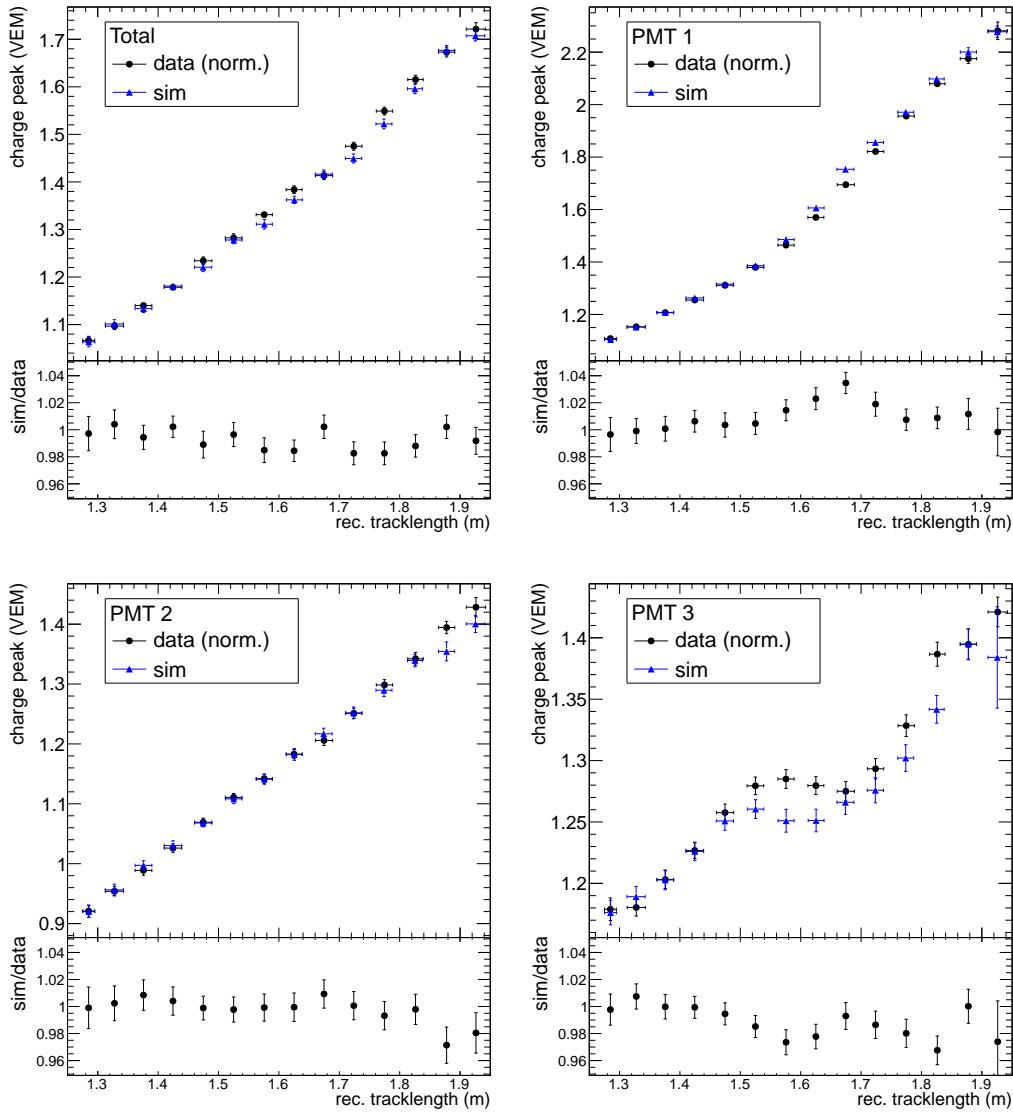 Total
data (norm.)
sim
charge peak (VEM)
1.7
1.6
1.5
1.4
1.3
1.2
1.1
sim/data
1.04
1.02
1
0.98
0.96
1.3 1.4 1.5 1.6 1.7 1.8 1.9
rec. tracklength (m)
PMT 1
data (norm.)
sim
charge peak (VEM)
2.2
2
1.8
1.6
1.4
1.2
sim/data
1.04
1.02
1
0.98
0.96
1.3 1.4 1.5 1.6 1.7 1.8 1.9
rec. tracklength (m)
PMT 2
data (norm.)
sim
charge peak (VEM)
1.4
1.3
1.2
1.1
1
0.9
sim/data
1.04
1.02
1
0.98
0.96
1.3 1.4 1.5 1.6 1.7 1.8 1.9
rec. tracklength (m)
PMT 3
data (norm.)
sim
charge peak (VEM)
1.4
1.35
1.3
1.25
1.2
sim/data
1.04
1.02
1
0.98
0.96
1.3 1.4 1.5 1.6 1.7 1.8 1.9
rec. tracklength (m)